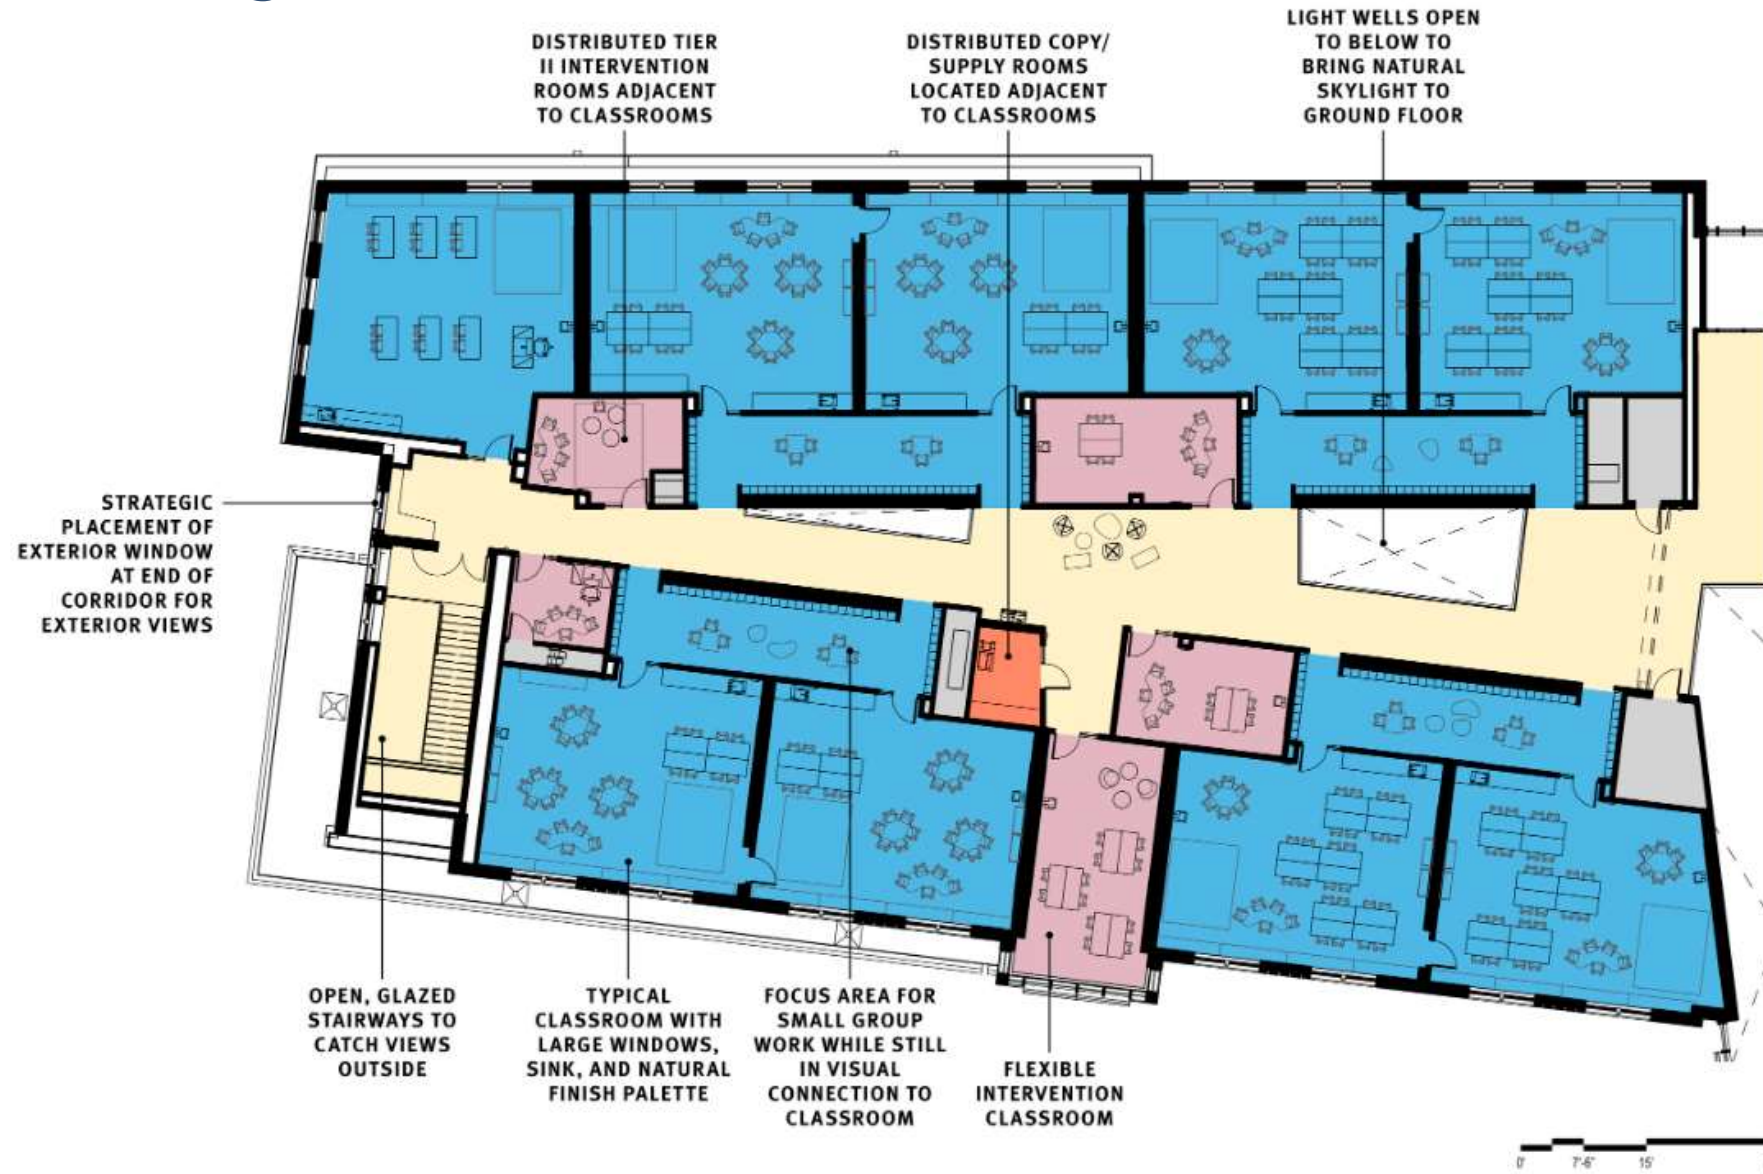 DISTRIBUTED TIER
II INTERVENTION
ROOMS ADJACENT
TO CLASSROOMS
DISTRIBUTED COPY/
SUPPLY ROOMS
LOCATED ADJACENT
TO CLASSROOMS
LIGHT WELLS OPEN
TO BELOW TO
BRING NATURAL
SKYLIGHT TO
GROUND FLOOR
STRATEGIC
PLACEMENT OF
EXTERIOR WINDOW
AT END OF
CORRIDOR FOR
EXTERIOR VIEWS
OPEN, GLAZED
STAIRWAYS TO
CATCH VIEWS
OUTSIDE
TYPICAL
CLASSROOM WITH
LARGE WINDOWS,
SINK, AND NATURAL
FINISH PALETTE
FOCUS AREA FOR
SMALL GROUP
WORK WHILE STILL
IN VISUAL
CONNECTION TO
CLASSROOM
FLEXIBLE
INTERVENTION
CLASSROOM
0' 7'-6" 15'